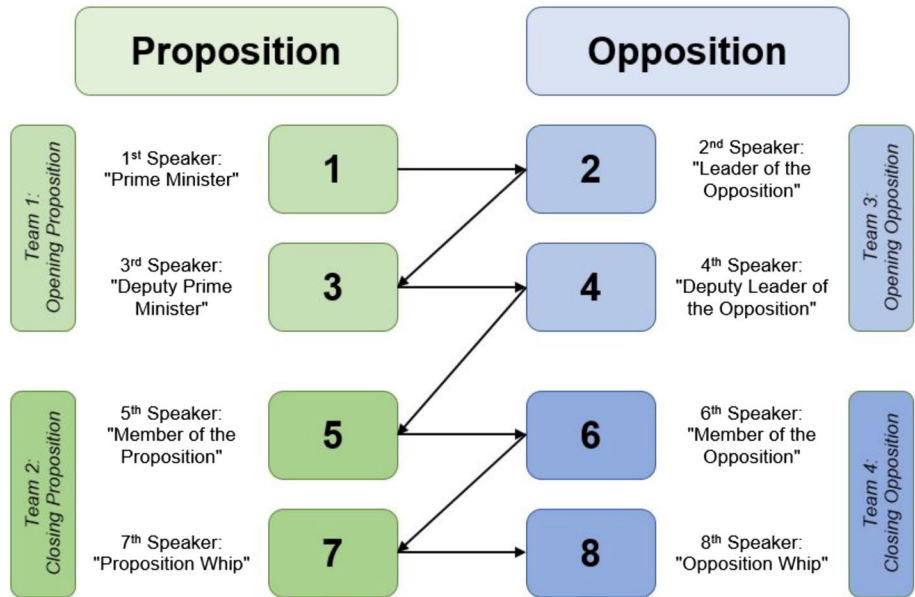 Proposition
Opposition
Team 1:
Opening Proposition
1st Speaker:
"Prime Minister"
1
2
2nd Speaker:
"Leader of the
Opposition"
Team 3:
Opening Opposition
3rd Speaker:
"Deputy Prime
Minister"
3
4
4th Speaker:
"Deputy Leader of
the Opposition"
Team 2:
Closing Proposition
5th Speaker:
"Member of the
Proposition"
5
6
6th Speaker:
"Member of the
Opposition"
Team 4:
Closing Opposition
7th Speaker:
"Proposition Whip"
7
8
8th Speaker:
"Opposition Whip"